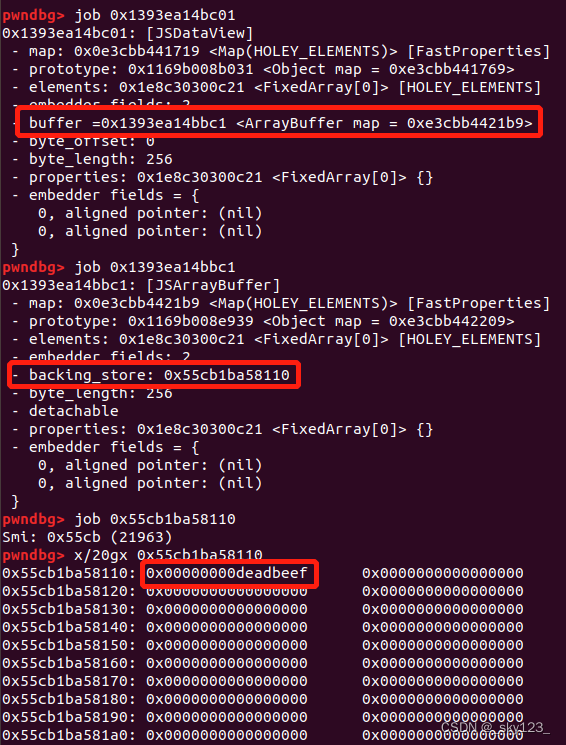 pwndbg> job 0x1393ea14bc01
0x1393ea14bc01: [JSDataView]
- map: 0x0e3cbb441719 <Map(HOLEY_ELEMENTS)> [FastProperties]
- prototype: 0x1169b008b031 <Object map = 0xe3cbb441769>
- elements: 0x1e8c30300c21 <FixedArray[0]> [HOLEY_ELEMENTS]
- embedder fields: 2
- buffer =0x1393ea14bbc1 <ArrayBuffer map = 0xe3cbb4421b9>
- byte_offset: 0
- byte_length: 256
- properties: 0x1e8c30300c21 <FixedArray[0]> {}
- embedder fields = {
0, aligned pointer: (nil)
0, aligned pointer: (nil)
}
pwndbg> job 0x1393ea14bbc1
0x1393ea14bbc1: [JSArrayBuffer]
- map: 0x0e3cbb4421b9 <Map(HOLEY_ELEMENTS)> [FastProperties]
- prototype: 0x1169b008e939 <Object map = 0xe3cbb442209>
- elements: 0x1e8c30300c21 <FixedArray[0]> [HOLEY_ELEMENTS]
- embedder fields: 2
- backing_store: 0x55cb1ba58110
- byte_length: 256
- detachable
- properties: 0x1e8c30300c21 <FixedArray[0]> {}
- embedder fields = {
0, aligned pointer: (nil)
0, aligned pointer: (nil)
}
pwndbg> job 0x55cb1ba58110
Smi: 0x55cb (21963)
pwndbg> x/20gx 0x55cb1ba58110
0x55cb1ba58110: 0x00000000deadbeef 0x0000000000000000
0x55cb1ba58120: 0x0000000000000000 0x0000000000000000
0x55cb1ba58130: 0x0000000000000000 0x0000000000000000
0x55cb1ba58140: 0x0000000000000000 0x0000000000000000
0x55cb1ba58150: 0x0000000000000000 0x0000000000000000
0x55cb1ba58160: 0x0000000000000000 0x0000000000000000
0x55cb1ba58170: 0x0000000000000000 0x0000000000000000
0x55cb1ba58180: 0x0000000000000000 0x0000000000000000
0x55cb1ba58190: 0x0000000000000000 0x0000000000000000
0x55cb1ba581a0: 0x0000000000000000 0x0000000000000000
CSDN @_sky123_